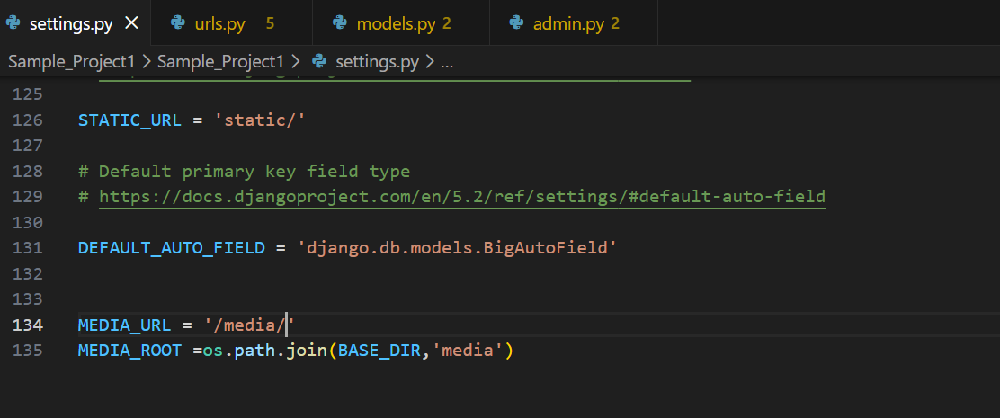 settings.py
urls.py 5
models.py 2
admin.py 2
Sample_Project1 > Sample_Project1 > settings.py > ...
125
126 STATIC_URL = 'static/'
127
128 # Default primary key field type
129 # https://docs.djangoproject.com/en/5.2/ref/settings/#default-auto-field
130
131 DEFAULT_AUTO_FIELD = 'django.db.models.BigAutoField'
132
133
134 MEDIA_URL = '/media/'
135 MEDIA_ROOT =os.path.join(BASE_DIR,'media')